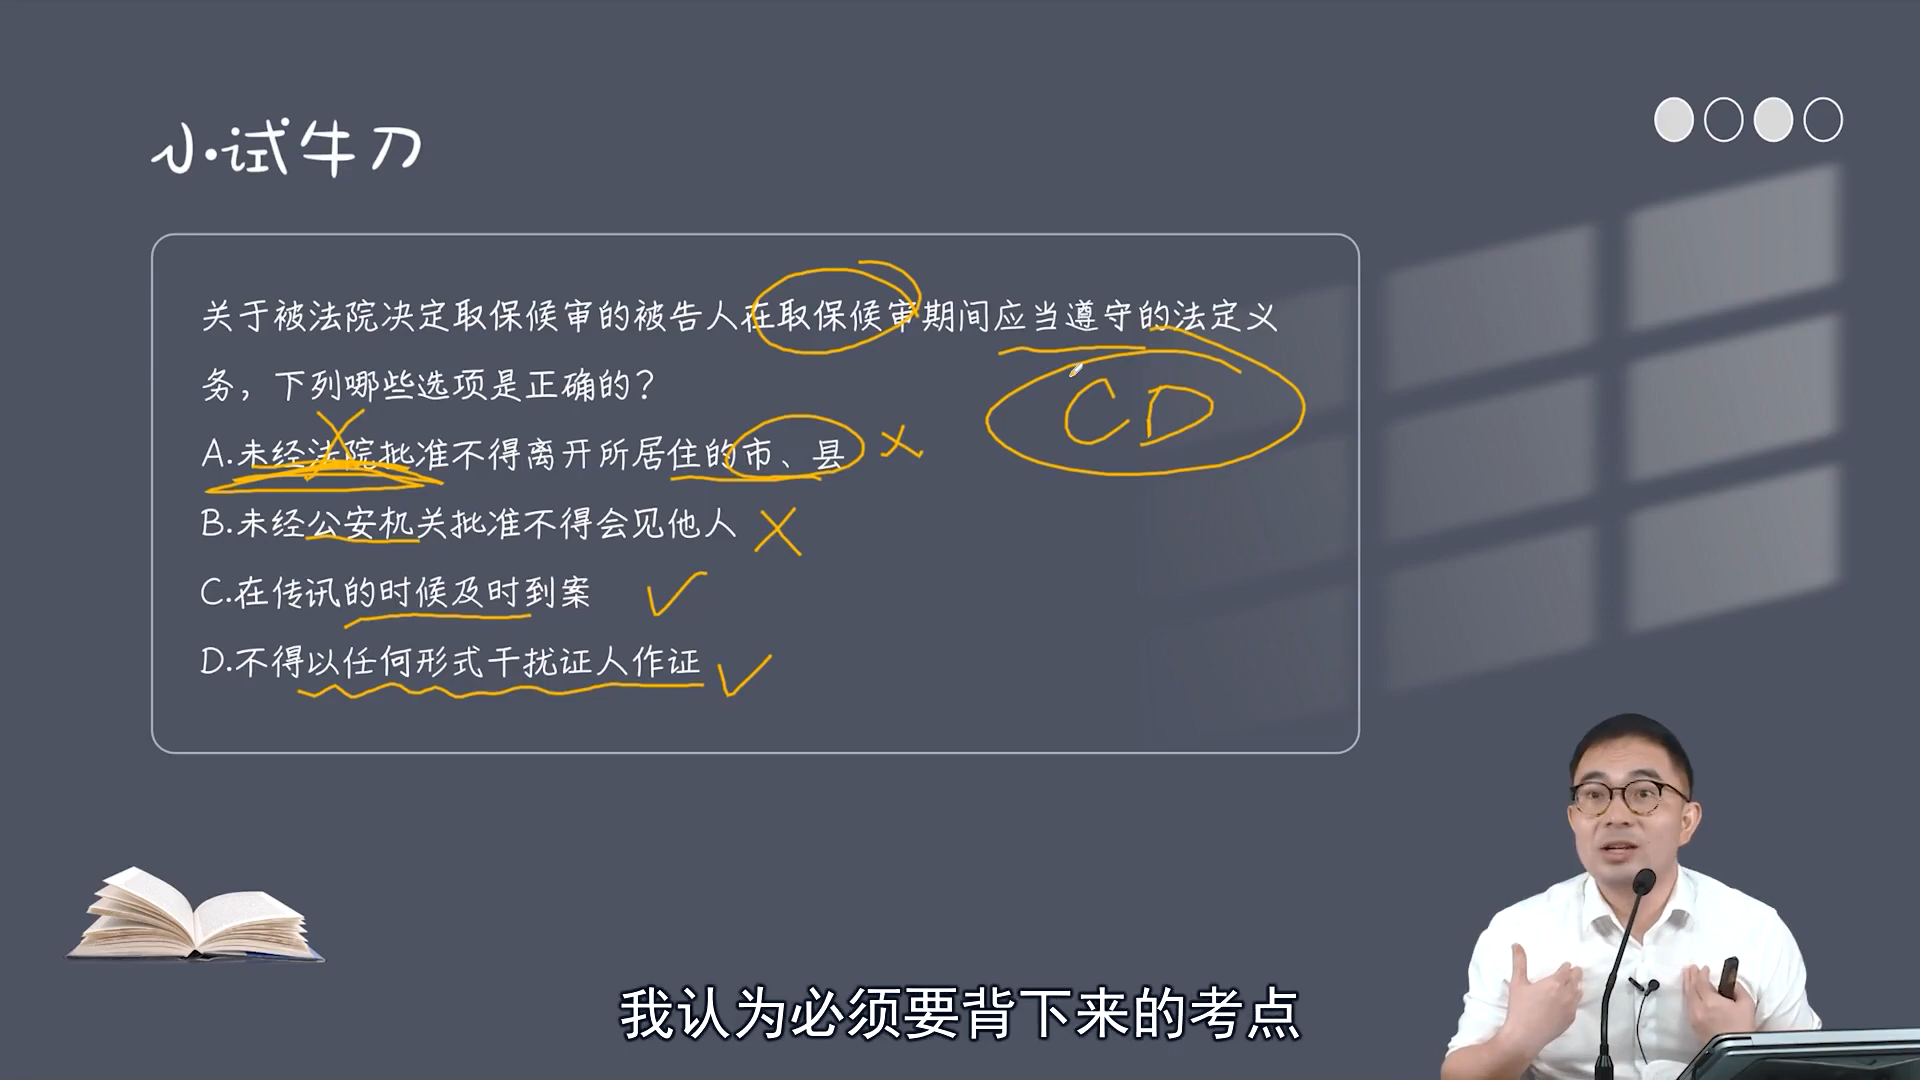 小试牛刀
关于被法院决定取保候审的被告人在取保候审期间应当遵守的法定义
务，下列哪些选项是正确的？
CD
A.未经法院批准不得离开所居住的市、县
B.未经公安机关批准不得会见他人
C.在传讯的时候及时到案
D.不得以任何形式干扰证人作证
我认为必须要背下来的考点